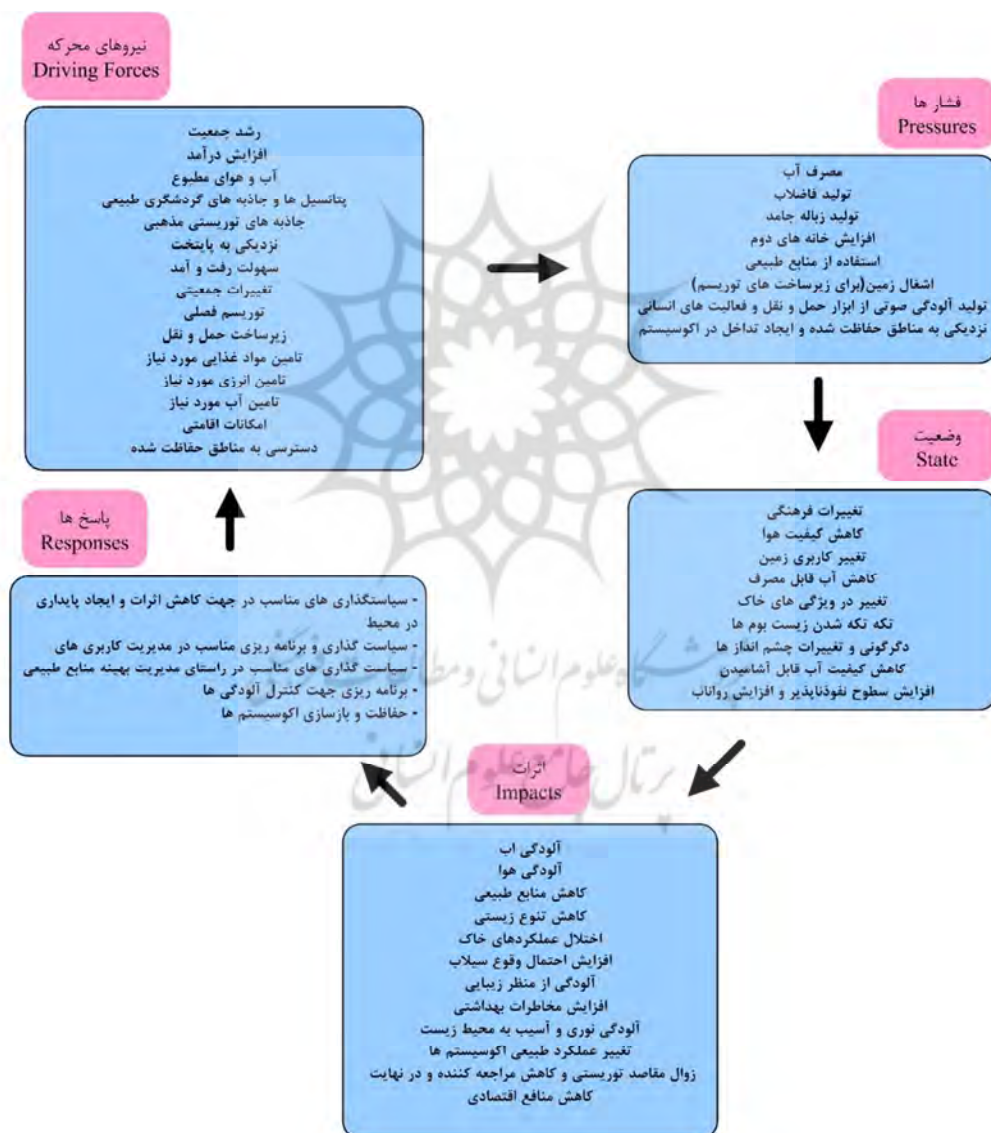 نیروهای محرکه
Driving Forces
رشد جمعیت
افزایش درآمد
آب و هوای مطبوع
پتانسیل ها و جاذبه های گردشگری طبیعی
جاذبه های توریستی مذهبی
نزدیکی به پایتخت
سهولت رفت و آمد
تغییرات جمعیتی
توریسم فصلی
زیرساخت حمل و نقل
تامین مواد غذایی مورد نیاز
تامین انرژی مورد نیاز
تامین آب مورد نیاز
امکانات اقامتی
دسترسی به مناطق حفاظت شده
فشار ها
Pressures
مصرف آب
تولید فاضلاب
تولید زباله جامد
افزایش خانه های دوم
استفاده از منابع طبیعی
اشغال زمین(برای زیرساخت های توریسم)
تولید آلودگی صوتی از ابزار حمل و نقل و فعالیت های انسانی
نزدیکی به مناطق حفاظت شده و ایجاد تداخل در اکوسیستم
وضعیت
State
تغییرات فرهنگی
کاهش کیفیت هوا
تغییر کاربری زمین
کاهش آب قابل مصرف
تغییر در ویژگی های خاک
تکه تکه شدن زیست بوم ها
دگرگونی و تغییرات چشم انداز ها
کاهش کیفیت آب قابل آشامیدن
افزایش سطوح نفوذناپذیر و افزایش رواناب
اثرات
Impacts
آلودگی اب
آلودگی هوا
کاهش منابع طبیعی
کاهش تنوع زیستی
اختلال عملکردهای خاک
افزایش احتمال وقوع سیلاب
آلودگی از منظر زیبایی
افزایش مخاطرات بهداشتی
آلودگی نوری و آسیب به محیط زیست
تغییر عملکرد طبیعی اکوسیستم ها
زوال مقاصد توریستی و کاهش مراجعه کننده و در نهایت
کاهش منافع اقتصادی
پاسخ ها
Responses
- سیاستگذاری های مناسب در جهت کاهش اثرات و ایجاد پایداری
در محیط
- سیاست گذاری و برنامه ریزی مناسب در مدیریت کاربری های
- سیاست گذاری های مناسب در راستای مدیریت بهینه منابع طبیعی
- برنامه ریزی جهت کنترل آلودگی ها
- حفاظت و بازسازی اکوسیستم ها
شگاه علوم انسانی و مطالعات فرهنگی
پرتال جامع علوم انسانی